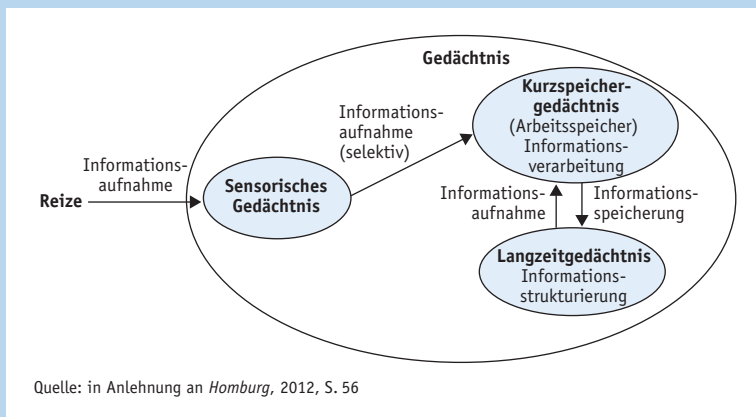 Gedächtnis
Kurzspeicher-
gedächtnis
(Arbeitsspeicher)
Informations-
verarbeitung
Informations-
aufnahme
(selektiv)
Informations-
aufnahme
Reize
Sensorisches
Gedächtnis
Informations-
aufnahme
Informations-
speicherung
Langzeitgedächtnis
Informations-
strukturierung
Quelle: in Anlehnung an Homburg, 2012, S. 56